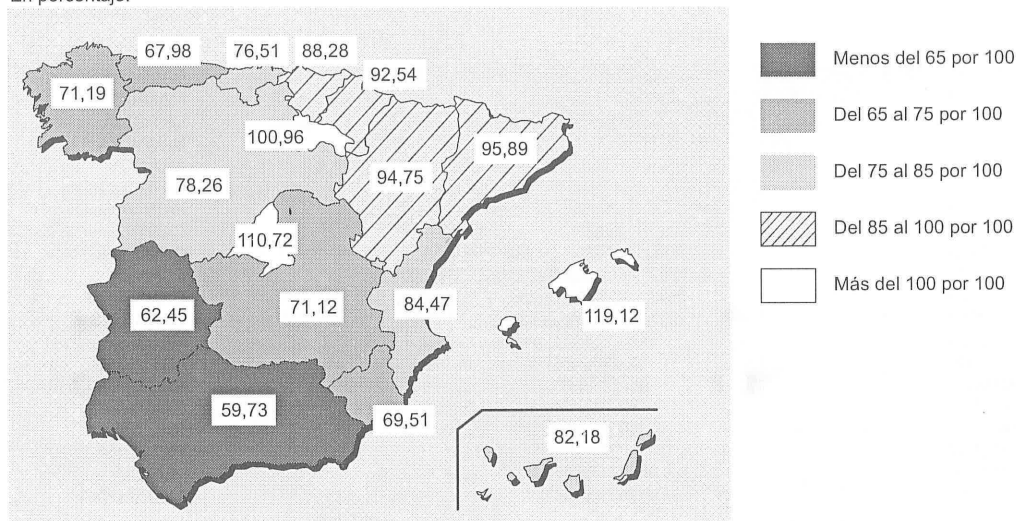 En porcentaje.
67,98
76,51
88,28
92,54
71,19
100,96
95,89
94,75
78,26
110,72
62,45
71,12
84,47
119,12
59,73
69,51
82,18
Menos del 65 por 100
Del 65 al 75 por 100
Del 75 al 85 por 100
Del 85 al 100 por 100
Más del 100 por 100